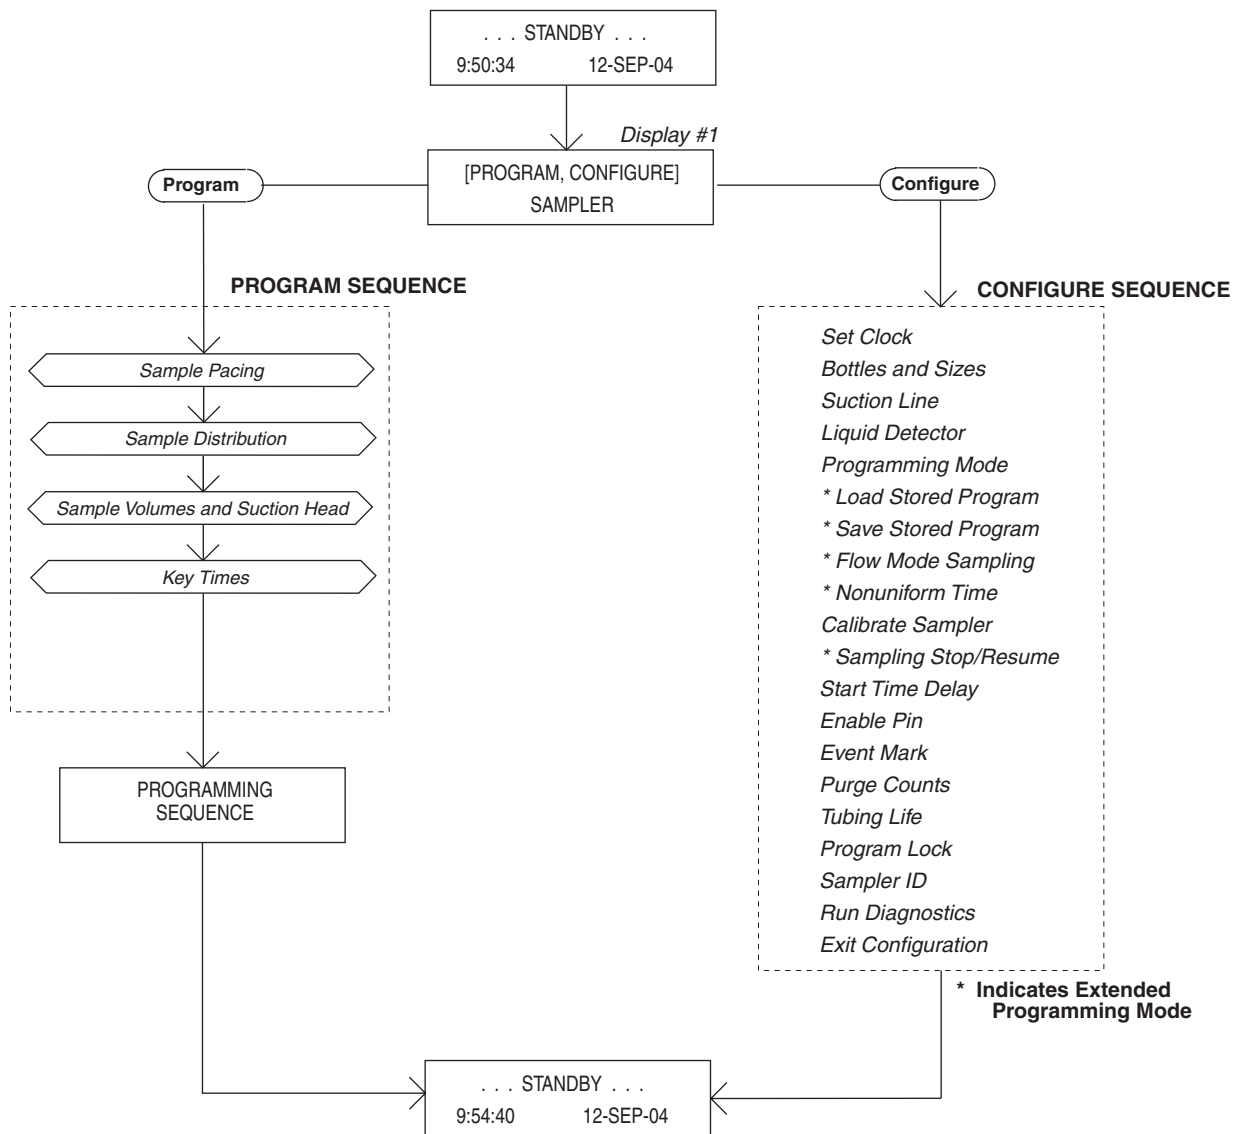 . . . STANDBY . . .
9:50:34 12-SEP-04
Display #1
[PROGRAM, CONFIGURE]
SAMPLER
Program
Configure
PROGRAM SEQUENCE
Sample Pacing
Sample Distribution
Sample Volumes and Suction Head
Key Times
PROGRAMMING
SEQUENCE
CONFIGURE SEQUENCE
Set Clock
Bottles and Sizes
Suction Line
Liquid Detector
Programming Mode
* Load Stored Program
* Save Stored Program
* Flow Mode Sampling
* Nonuniform Time
Calibrate Sampler
* Sampling Stop/Resume
Start Time Delay
Enable Pin
Event Mark
Purge Counts
Tubing Life
Program Lock
Sampler ID
Run Diagnostics
Exit Configuration
* Indicates Extended
Programming Mode
. . . STANDBY . . .
9:54:40 12-SEP-04